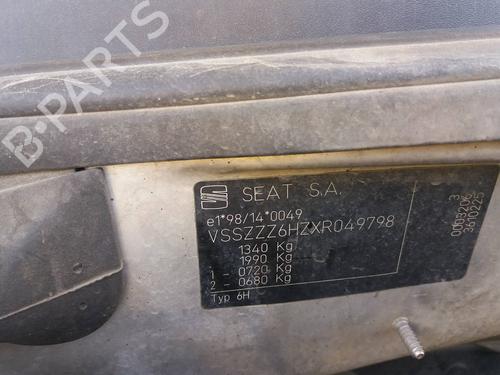 B-PARTS
SEAT S.A.
e1*98/14*0049
VSSZZZ6HZXR049798
1340 Kg
1990 Kg
1 - 0720 Kg
2 - 0680 Kg
Typ 6H
3910225